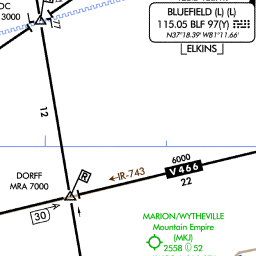 OC
3000
77
BLUEFIELD (L) (L)
115.05 BLF 97(Y)
N37°18.39' W81°11.66'
ELKINS
12
6000
V466
22
IR-743
DORFF
MRA 7000
R
30
MARION/WYTHEVILLE
Mountain Empire
(MKJ)
2558 52